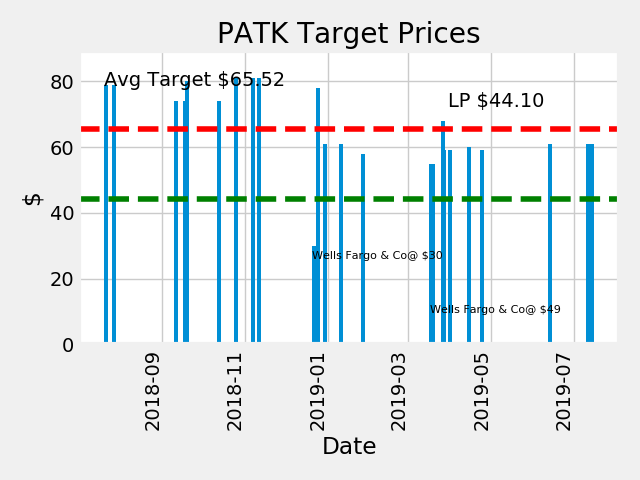 PATK Target Prices
Avg Target $65.52
LP $44.10
Wells Fargo & Co@ $30
Wells Fargo & Co@ $49
$
80
60
40
20
0
2018-09
2018-11
2019-01
2019-03
2019-05
2019-07
Date